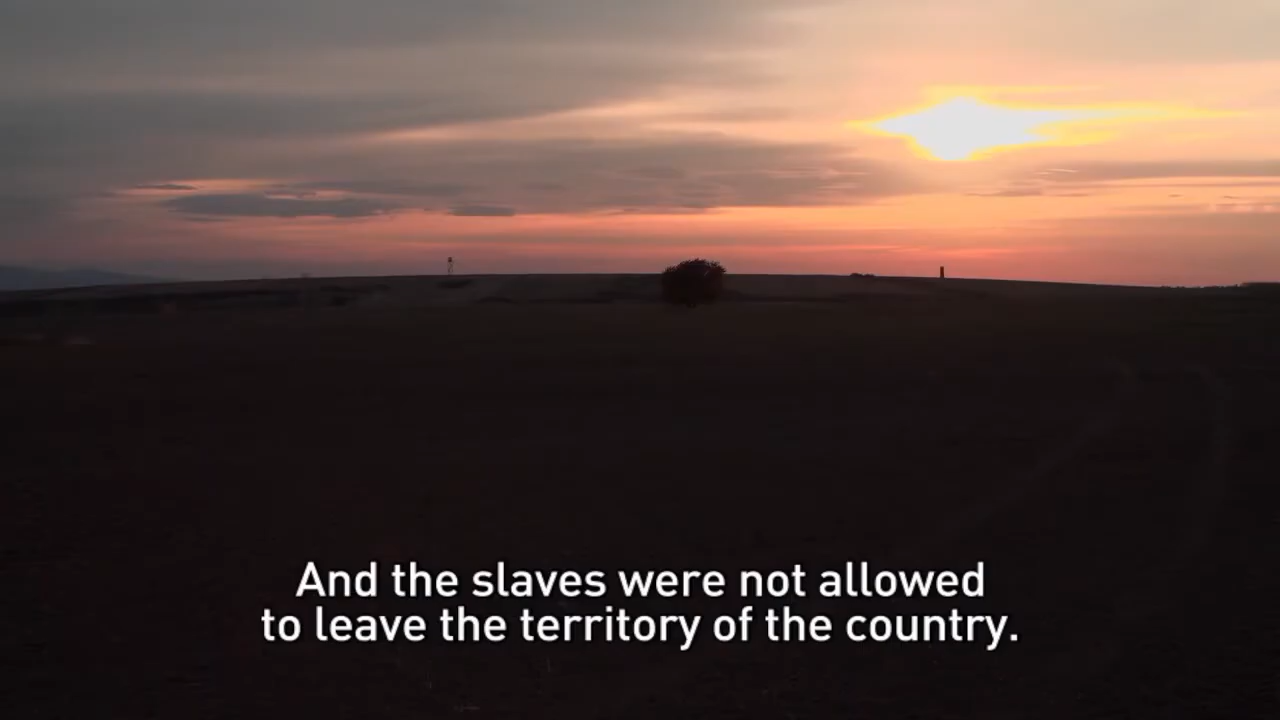 And the slaves were not allowed
to leave the territory of the country.